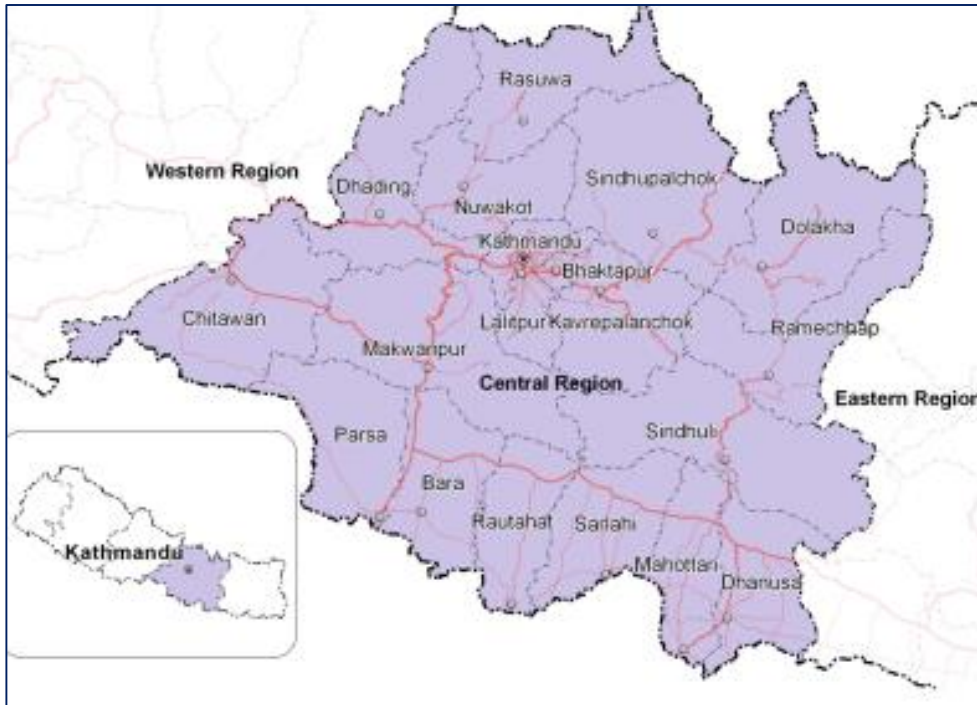 Rasuwa
Western Region
Sindhupalchok
Dhading
Nuwakot
Dolakha
Kathmandu
Bhaktapur
Chitawan
Lalitpur
Kavrepalanchok
Ramechhap
Makwanpur
Central Region
Eastern Region
Parsa
Sindhuli
Bara
Rautahat
Sarlahi
Kathmandu
Mahottari
Dhanusa